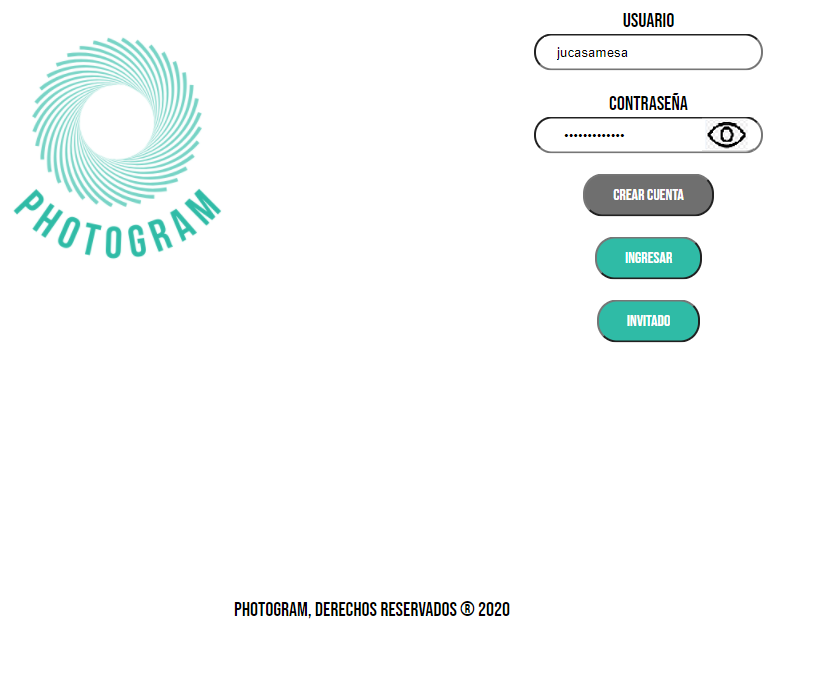 PHOTOGRAM
USUARIO
jucasamesa
CONTRASEÑA
•••••••••••••
CREAR CUENTA
INGRESAR
INVITADO
PHOTOGRAM, DERECHOS RESERVADOS ® 2020